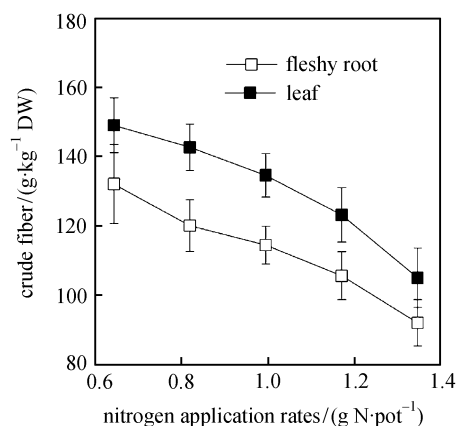 180
150
140
120
100
80
crude fiber/(g·kg⁻¹ DW)
fleshy root
leaf
0.6 0.8 1.0 1.2 1.4
nitrogen application rates/(g N·pot⁻¹)